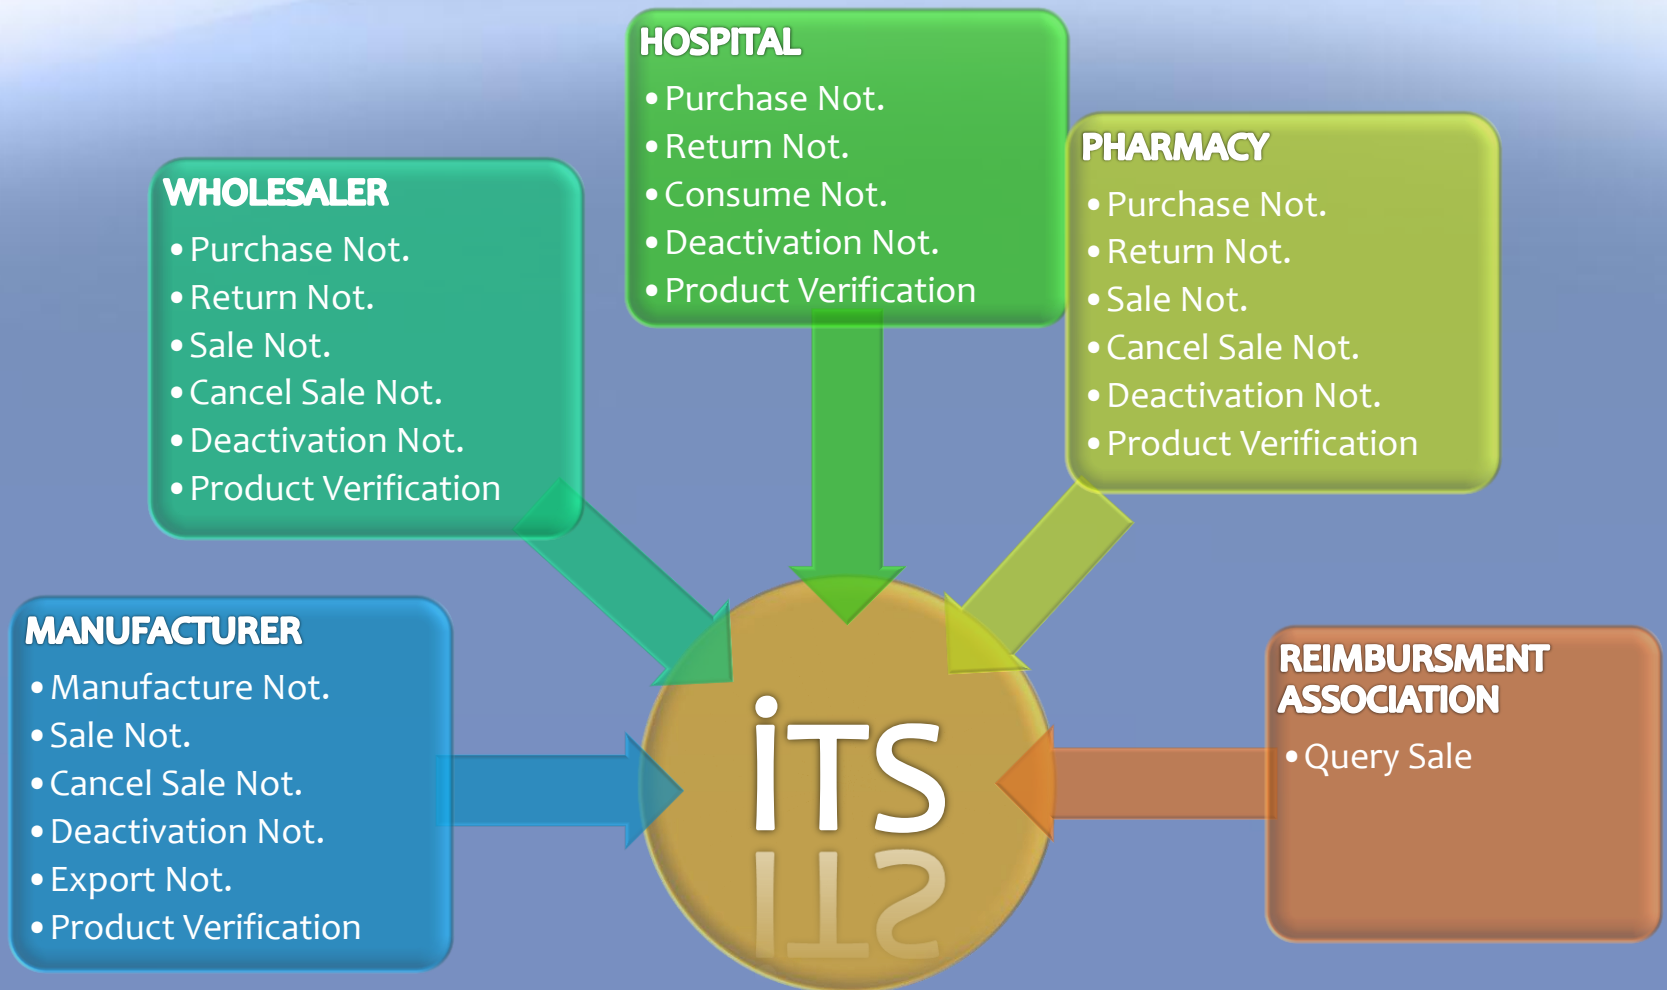 HOSPITAL
•Purchase Not.
•Return Not.
•Consume Not.
•Deactivation Not.
•Product Verification
PHARMACY
•Purchase Not.
•Return Not.
•Sale Not.
•Cancel Sale Not.
•Deactivation Not.
•Product Verification
WHOLESALER
•Purchase Not.
•Return Not.
•Sale Not.
•Cancel Sale Not.
•Deactivation Not.
•Product Verification
MANUFACTURER
•Manufacture Not.
•Sale Not.
•Cancel Sale Not.
•Deactivation Not.
•Export Not.
•Product Verification
İTS
REIMBURSMENT
ASSOCIATION
•Query Sale